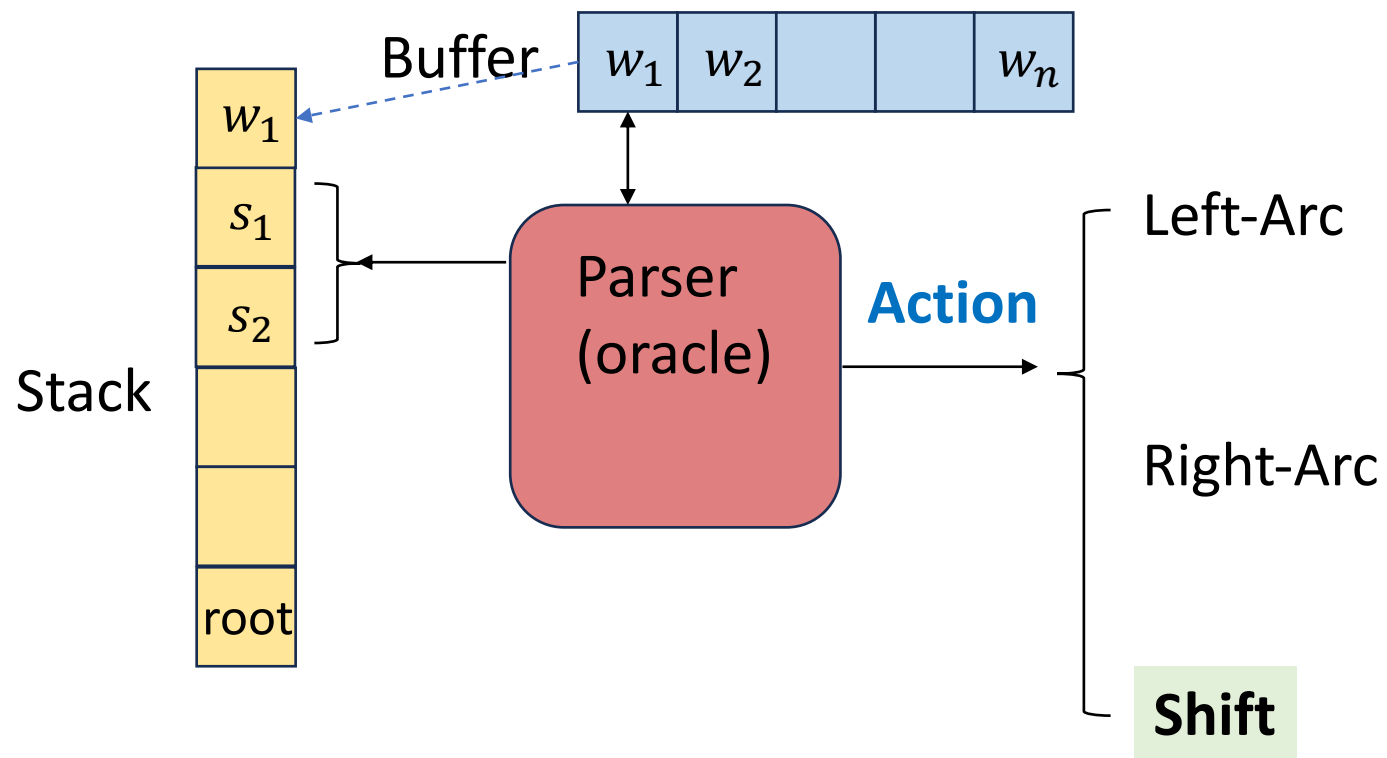 Buffer
w₁ w₂ wₙ
w₁
s₁
s₂
Stack
root
Parser
(oracle)
Action
Left-Arc
Right-Arc
Shift